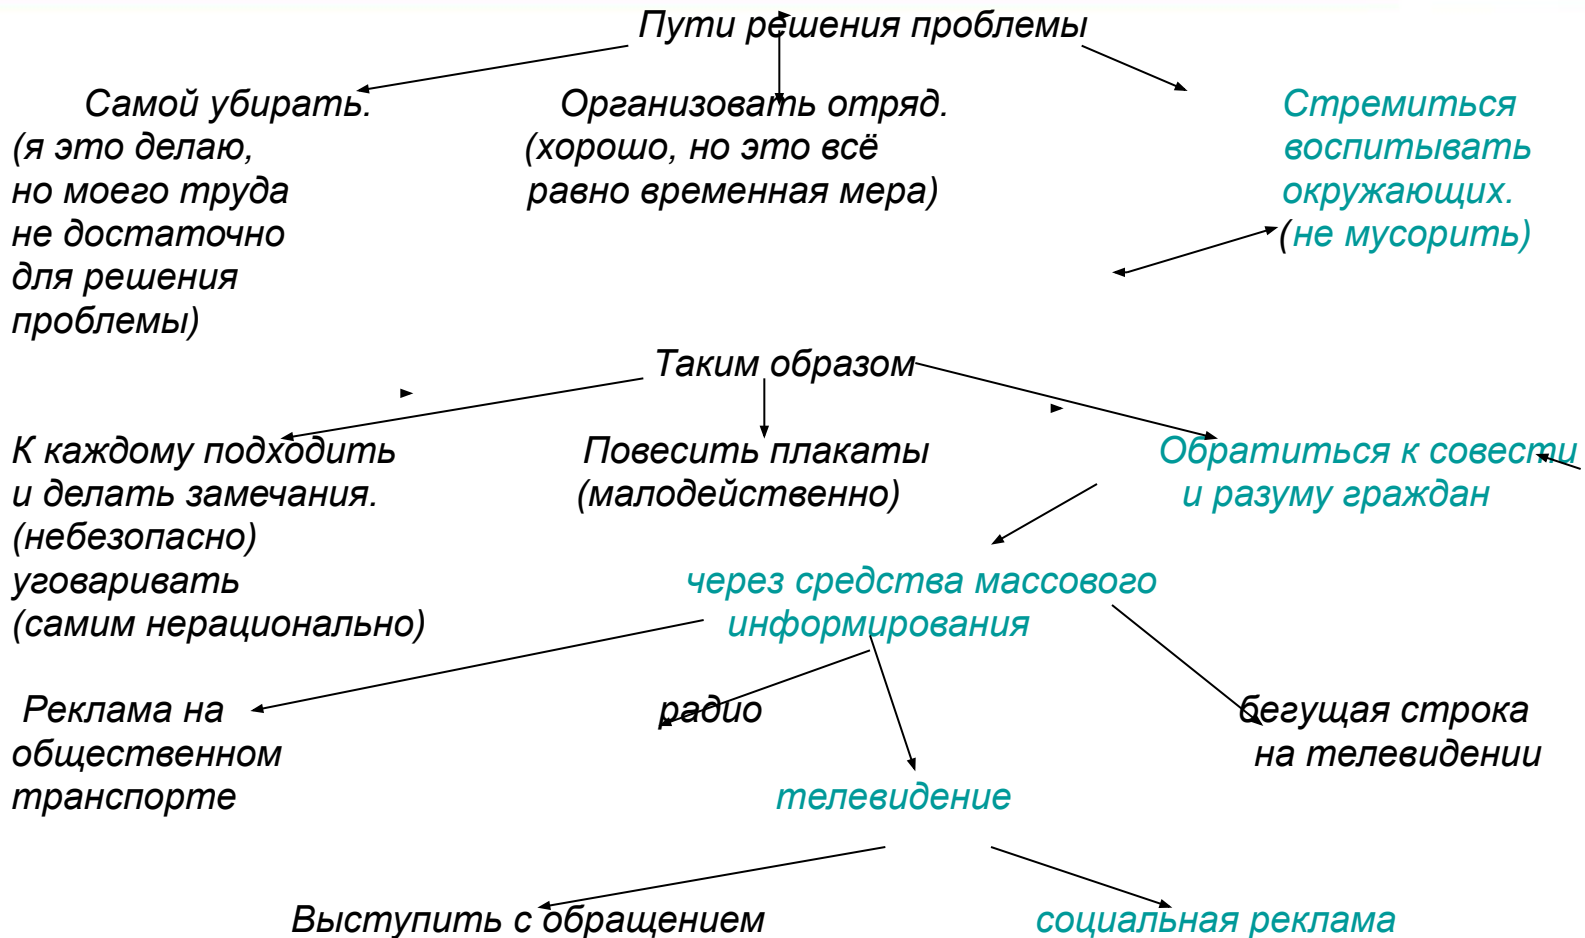 Пути решения проблемы
Самой убирать.
(я это делаю,
но моего труда
не достаточно
для решения
проблемы)
Организовать отряд.
(хорошо, но это всё
равно временная мера)
Стремиться
воспитывать
окружающих.
(не мусорить)
Таким образом
К каждому подходить
и делать замечания.
(небезопасно)
уговаривать
(самим нерационально)
Повесить плакаты
(малодейственно)
Обратиться к совести
и разуму граждан
через средства массового
информирования
Реклама на
общественном
транспорте
радио
бегущая строка
на телевидении
телевидение
Выступить с обращением
социальная реклама